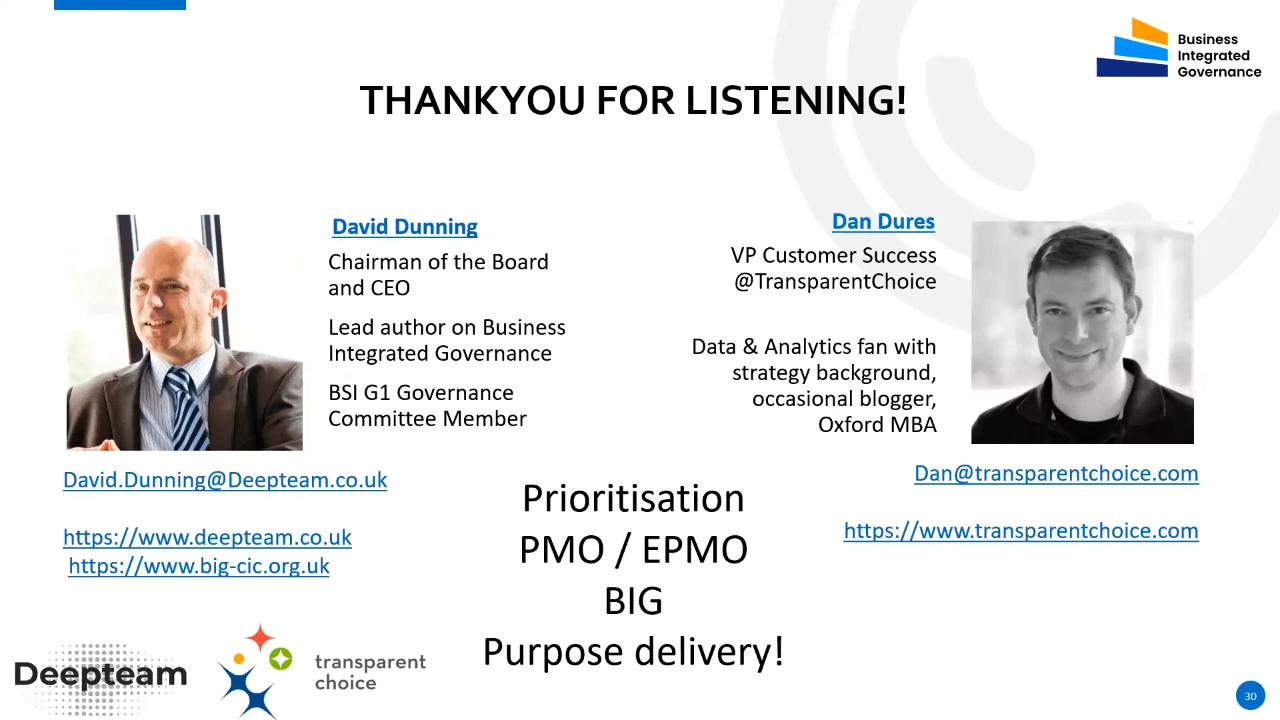 Business
Integrated
Governance
THANKYOU FOR LISTENING!
David Dunning
Chairman of the Board
and CEO
Lead author on Business
Integrated Governance
BSI G1 Governance
Committee Member
David.Dunning@Deepteam.co.uk
https://www.deepteam.co.uk
https://www.big-cic.org.uk
Dan Dures
VP Customer Success
@TransparentChoice
Data & Analytics fan with
strategy background,
occasional blogger,
Oxford MBA
Dan@transparentchoice.com
https://www.transparentchoice.com
Prioritisation
PMO / EPMO
BIG
Purpose delivery!
Deepteam
transparent
choice
30